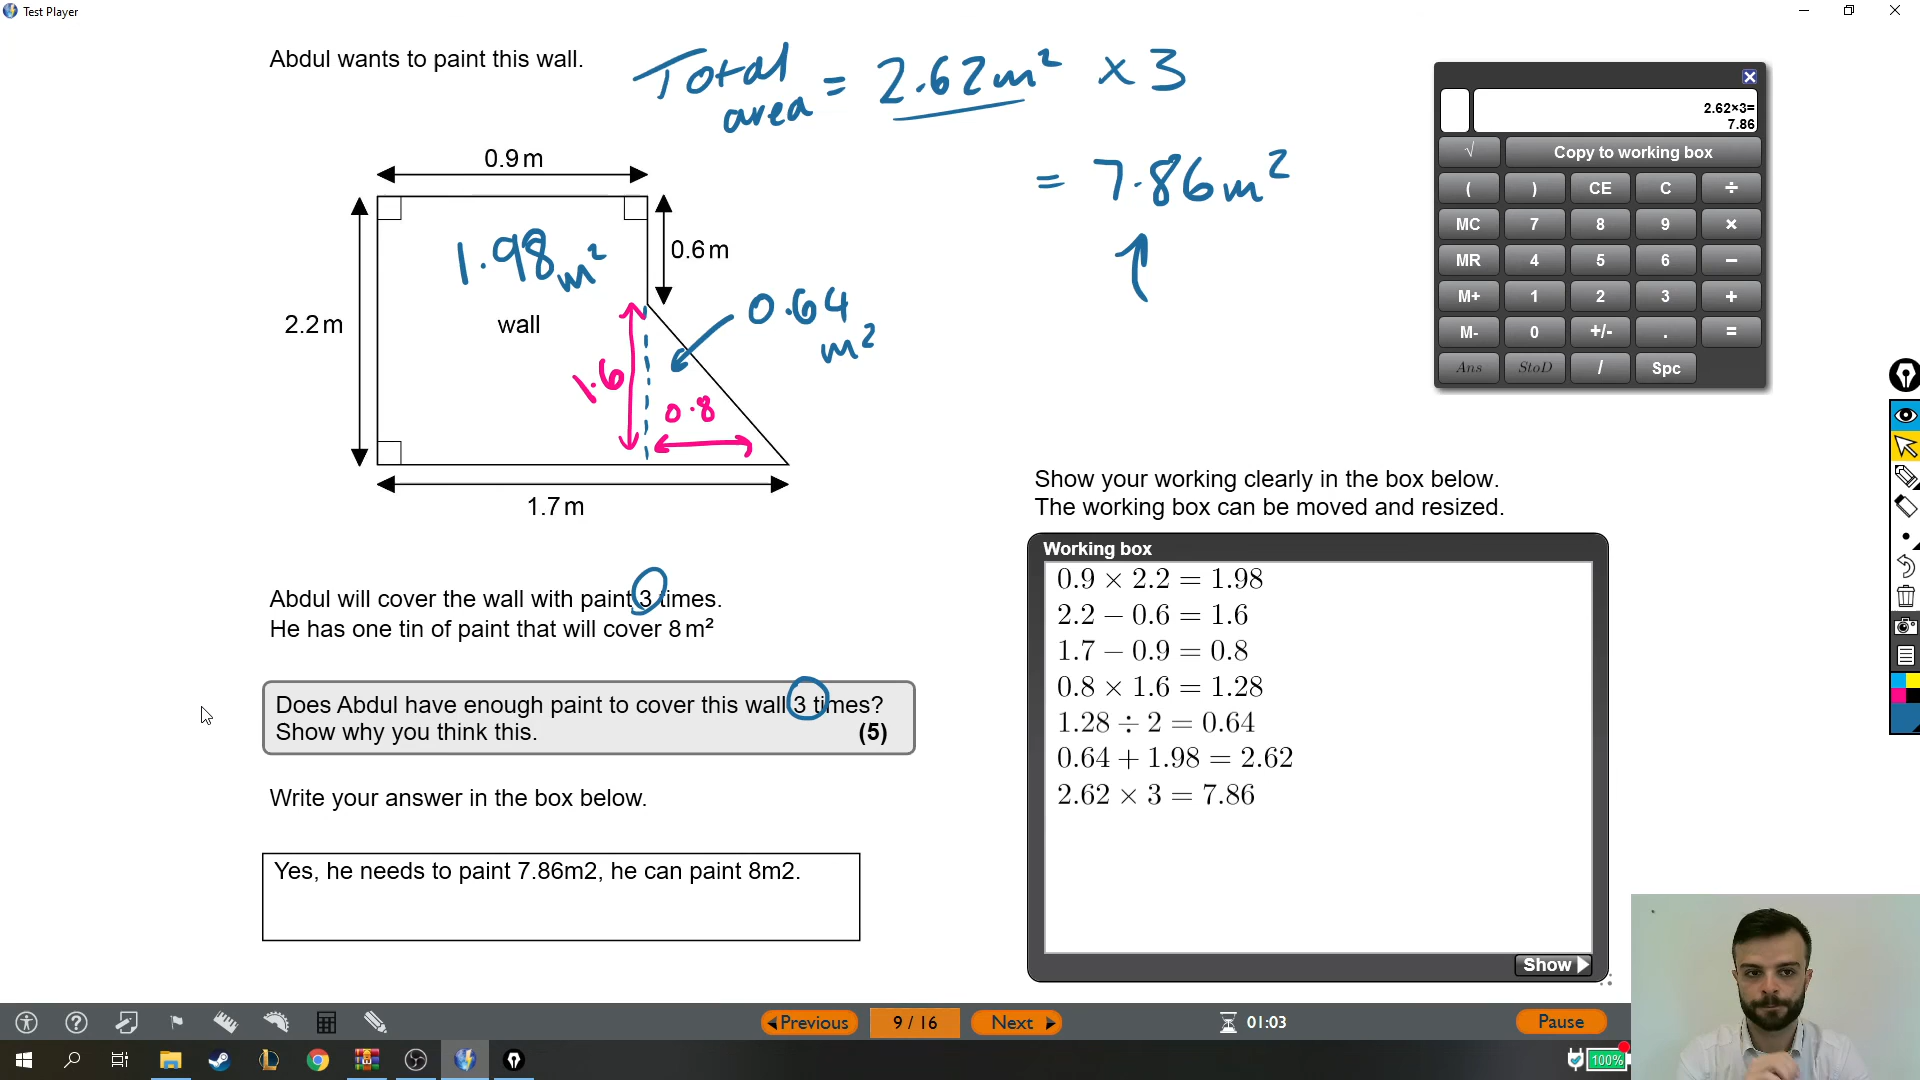 Test Player
Abdul wants to paint this wall.
Total area = 2.62m² × 3
= 7.86m²
0.9 m
0.6 m
2.2 m
1.7 m
wall
1.98 m²
0.64 m²
1.6
0.8
2.62×3=
7.86
√ Copy to working box
( ) CE C ÷
MC 7 8 9 ×
MR 4 5 6 −
M+ 1 2 3 +
M- 0 +/- . =
Ans StoD / Spc
Abdul will cover the wall with paint 3 times.
He has one tin of paint that will cover 8 m²
Does Abdul have enough paint to cover this wall 3 times?
Show why you think this. (5)
Write your answer in the box below.
Yes, he needs to paint 7.86m2, he can paint 8m2.
Show your working clearly in the box below.
The working box can be moved and resized.
Working box
0.9 × 2.2 = 1.98
2.2 − 0.6 = 1.6
1.7 − 0.9 = 0.8
0.8 × 1.6 = 1.28
1.28 ÷ 2 = 0.64
0.64 + 1.98 = 2.62
2.62 × 3 = 7.86
Show
Previous 9 / 16 Next 01:03 Pause
100%